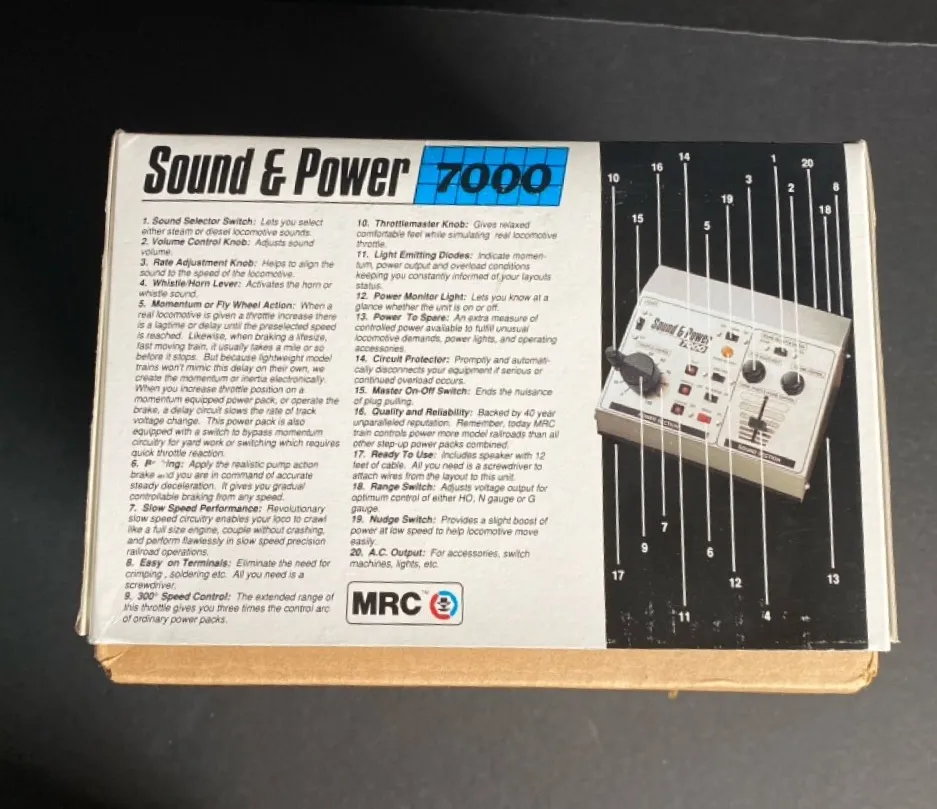 Sound & Power 7000
1. Sound Selector Switch: Lets you select
either steam or diesel locomotive sounds.
2. Volume Control Knob: Adjusts sound
volume.
3. Rate Adjustment Knob: Helps to align the
sound to the speed of the locomotive.
4. Whistle/Horn Lever: Activates the horn or
whistle sound.
5. Momentum or Fly Wheel Action: When a
real locomotive is given a throttle increase there
is a lagtime or delay until the preselected speed
is reached. Likewise, when braking a lifesize,
fast moving train, it usually takes a mile or so
before it stops. But because lightweight model
trains won't mimic this delay on their own, we
create the momentum or inertia electronically.
When you increase throttle position on a
momentum equipped power pack, or operate the
brake, a delay circuit slows the rate of track
voltage change. This power pack is also
equipped with a switch to bypass momentum
circuitry for yard work or switching which requires
quick throttle reaction.
6. Apply the realistic pump action
brake and you are in command of accurate
steady deceleration. It gives you gradual
controllable braking from any speed.
7. Slow Speed Performance: Revolutionary
slow speed circuitry enables your loco to crawl
like a full size engine, couple without crashing,
and perform flawlessly in slow speed precision
railroad operations.
8. Easy on Terminals: Eliminate the need for
crimping, soldering etc. All you need is a
screwdriver.
9. 300° Speed Control: The extended range of
this throttle gives you three times the control arc
of ordinary power packs.
10. Throttlemaster Knob: Gives relaxed
comfortable feel while simulating real locomotive
throttle.
11. Light Emitting Diodes: Indicate momen-
tum, power output and overload conditions
keeping you constantly informed of your layouts
status.
12. Power Monitor Light: Lets you know at a
glance whether the unit is on or off.
13. Power To Spare: An extra measure of
controlled power available to fulfill unusual
locomotive demands, power lights, and operating
accessories.
14. Circuit Protector: Promptly and automati-
cally disconnects your equipment if serious or
continued overload occurs.
15. Master On-Off Switch: Ends the nuisance
of plug pulling.
16. Quality and Reliability: Backed by 40 year
unparalleled reputation. Remember, today MRC
train controls power more model railroads than all
other step-up power packs combined.
17. Ready To Use: Includes speaker with 12
feet of cable. All you need is a screwdriver to
attach wires from the layout to this unit.
18. Range Switch: Adjusts voltage output for
optimum control of either HO, N gauge or G
gauge.
19. Nudge Switch: Provides a slight boost of
power at low speed to help locomotive move
easily.
20. A.C. Output: For accessories, switch
machines, lights, etc.
MRC™
10 16 14 1 20
3 2 8
15 5 19 18
Sound & Power
7000
POWER SECTION
SOUND SECTION
9 7 6
17 12 13
11 4